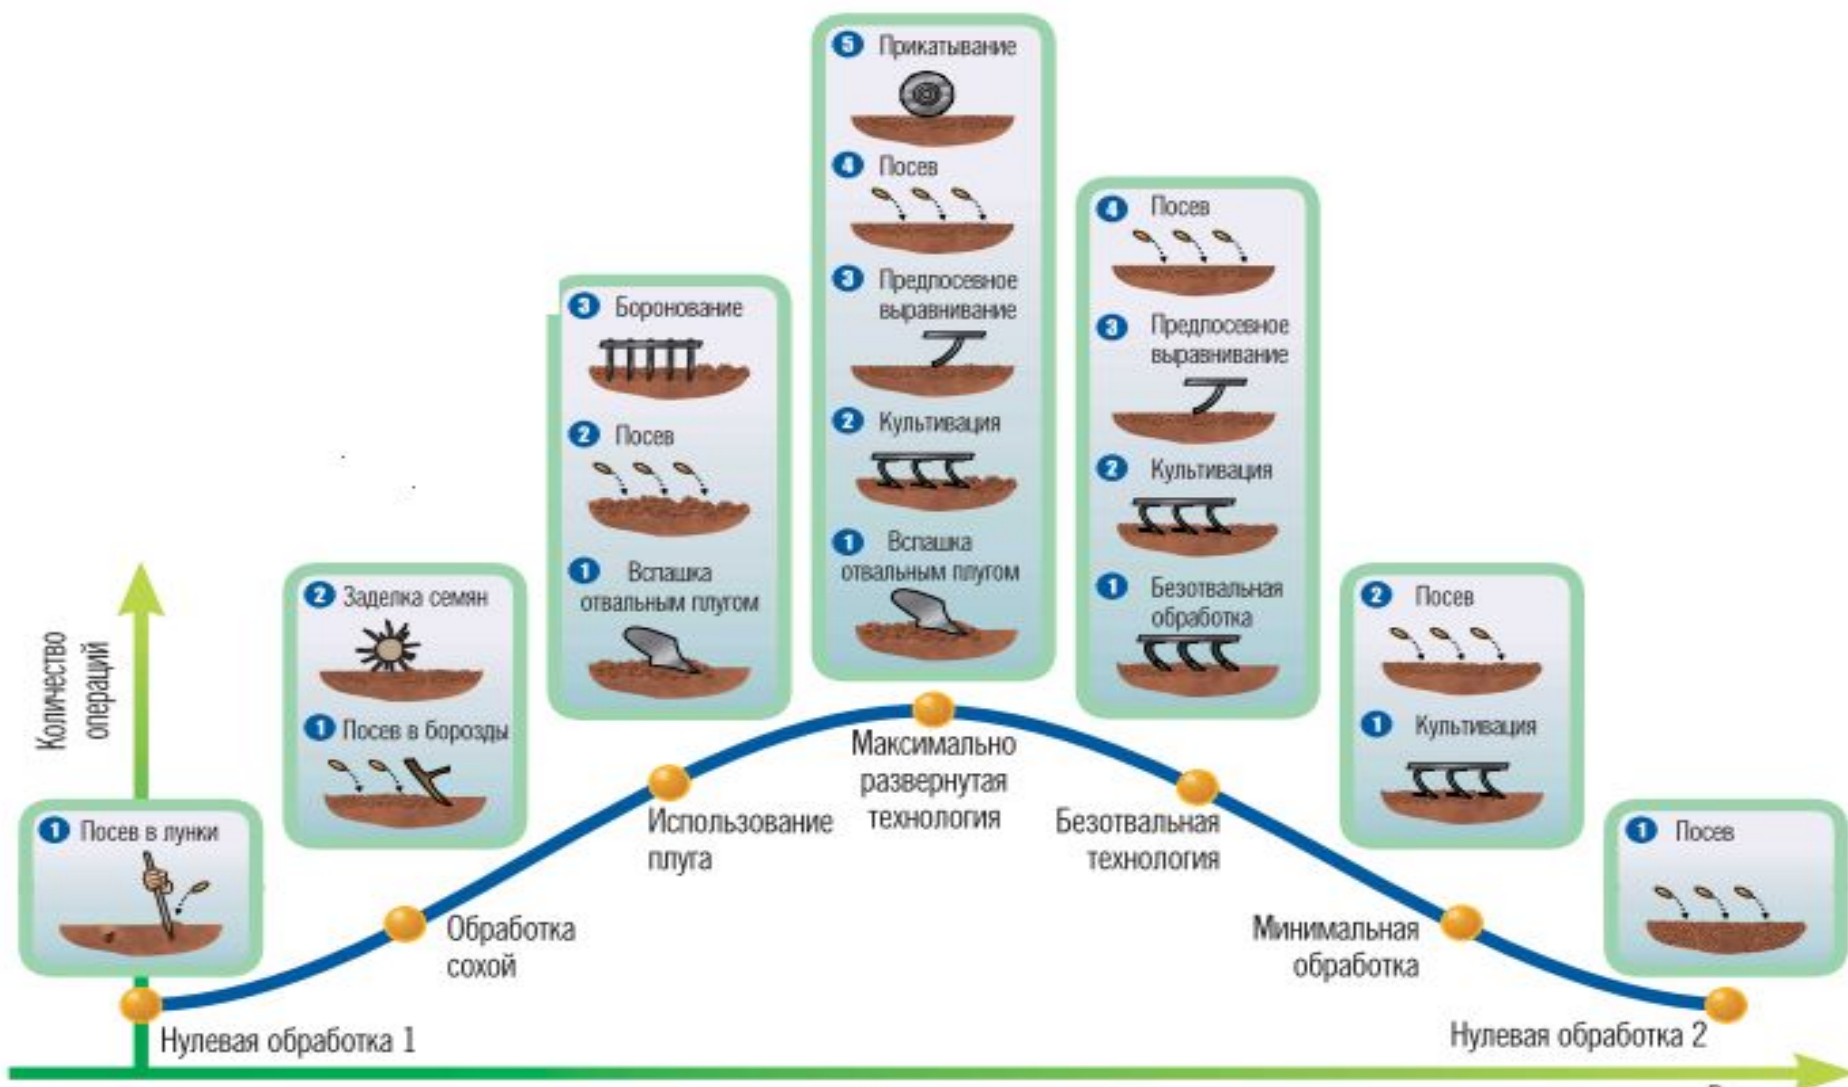 5 Прикатывание
4 Посев
3 Предпосевное
выравнивание
2 Культивация
1 Вспашка
отвальным плугом
4 Посев
3 Предпосевное
выравнивание
2 Культивация
1 Безотвальная
обработка
3 Боронование
2 Посев
1 Вспашка
отвальным плугом
2 Заделка семян
1 Посев в борозды
2 Посев
1 Культивация
1 Посев в лунки
1 Посев
Количество
операций
Нулевая обработка 1
Обработка
сохой
Использование
плуга
Максимально
развернутая
технология
Безотвальная
технология
Минимальная
обработка
Нулевая обработка 2